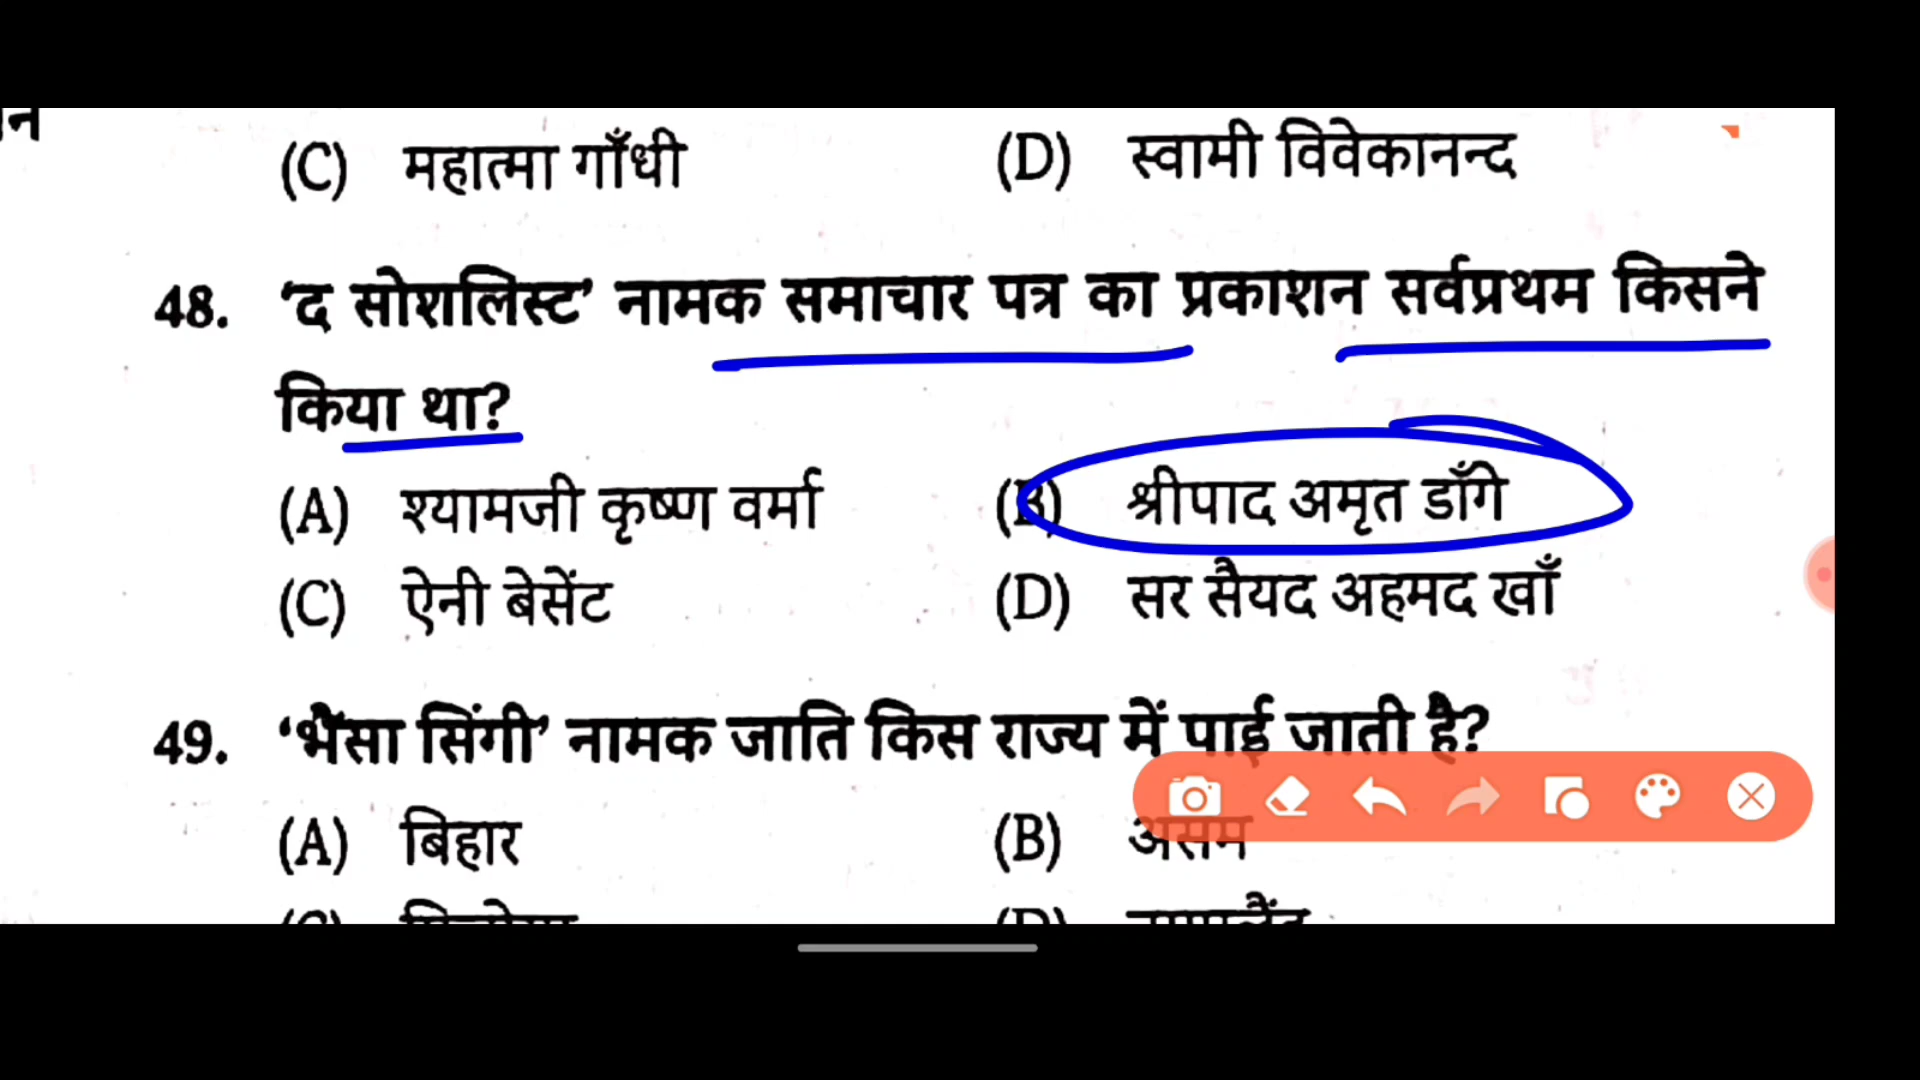 (C) महात्मा गाँधी (D) स्वामी विवेकानन्द
48. ‘द सोशलिस्ट’ नामक समाचार पत्र का प्रकाशन सर्वप्रथम किसने
किया था?
(A) श्यामजी कृष्ण वर्मा (B) श्रीपाद अमृत डाँगे
(C) ऐनी बेसेंट (D) सर सैयद अहमद खाँ
49. ‘भैंसा सिंगी’ नामक जाति किस राज्य में पाई जाती है?
(A) बिहार (B) असम
(C) (D)